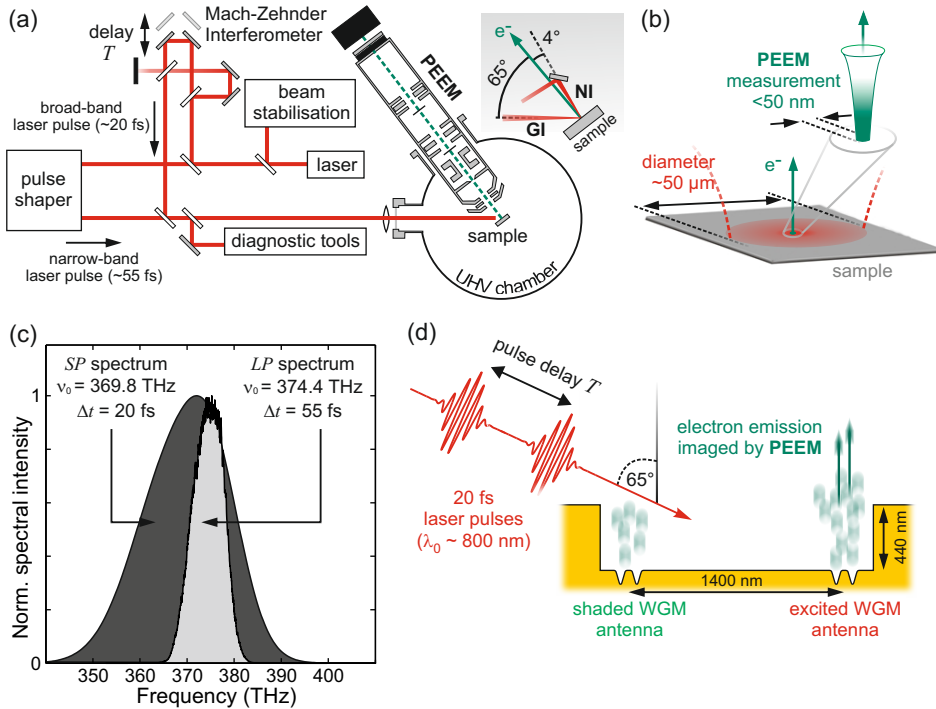 (a)
delay
T
Mach-Zehnder
Interferometer
broad-band
laser pulse (~20 fs)
beam
stabilisation
pulse
shaper
laser
narrow-band
laser pulse (~55 fs)
diagnostic tools
PEEM
sample
UHV chamber
e-
4°
65°
NI
GI
sample
(b)
PEEM
measurement
<50 nm
diameter
~50 µm
e-
sample
(c)
Norm. spectral intensity
1
0
SP spectrum
ν₀ = 369.8 THz
Δt = 20 fs
LP spectrum
ν₀ = 374.4 THz
Δt = 55 fs
350 360 370 380 390 400
Frequency (THz)
(d)
pulse delay T
65°
20 fs
laser pulses
(λ₀ ~ 800 nm)
electron emission
imaged by PEEM
440 nm
1400 nm
shaded WGM
antenna
excited WGM
antenna